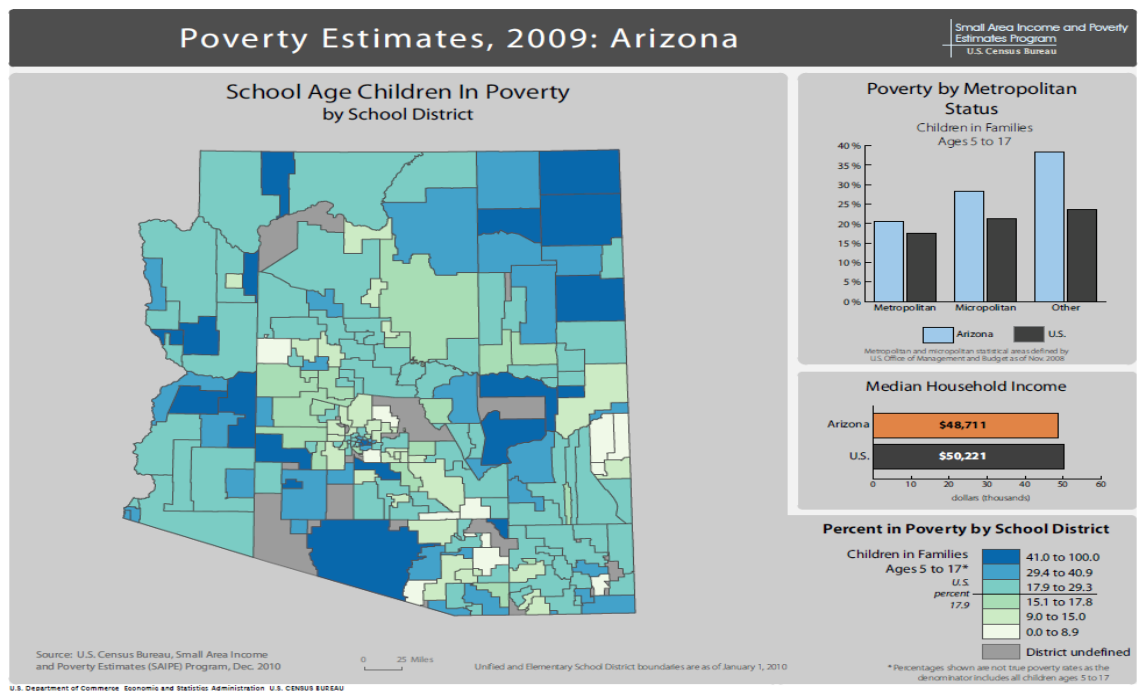 Poverty Estimates, 2009: Arizona
Small Area Income and Poverty
Estimates Program
U.S. Census Bureau
School Age Children In Poverty
by School District
Poverty by Metropolitan
Status
Children in Families
Ages 5 to 17
40 %
35 %
30 %
25 %
20 %
15 %
10 %
5 %
0 %
Metropolitan Micropolitan Other
Arizona U.S.
Metropolitan and micropolitan statistical areas defined by
U.S. Office of Management and Budget as of Nov. 2008
Median Household Income
Arizona $48,711
U.S. $50,221
0 10 20 30 40 50 60
dollars (thousands)
Percent in Poverty by School District
Children in Families
Ages 5 to 17*
U.S.
percent
17.9
41.0 to 100.0
29.4 to 40.9
17.9 to 29.3
15.1 to 17.8
9.0 to 15.0
0.0 to 8.9
District undefined
*Percentages shown are not true poverty rates as the
denominator includes all children ages 5 to 17
Source: U.S. Census Bureau, Small Area Income
and Poverty Estimates (SAIPE) Program, Dec. 2010
0 25 Miles
Unified and Elementary School District boundaries are as of January 1, 2010
U.S. Department of Commerce Economic and Statistics Administration U.S. CENSUS BUREAU